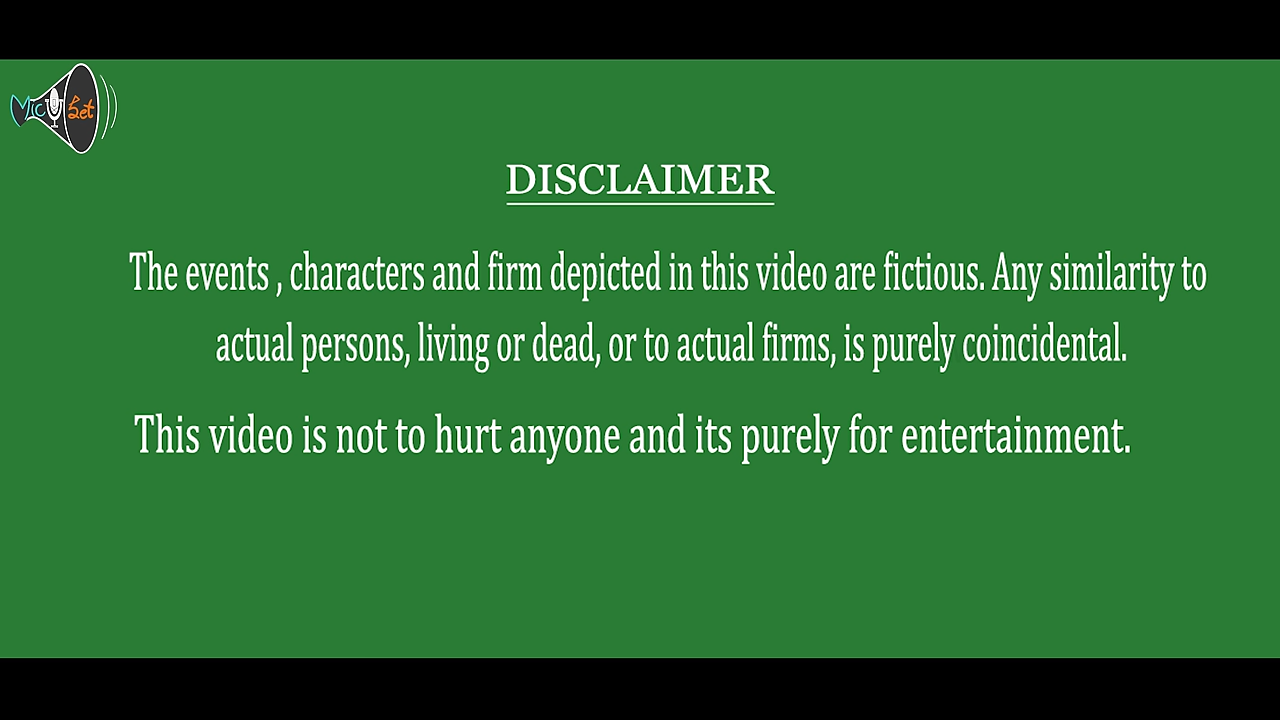 Mic Set
DISCLAIMER
The events , characters and firm depicted in this video are fictious. Any similarity to
actual persons, living or dead, or to actual firms, is purely coincidental.
This video is not to hurt anyone and its purely for entertainment.